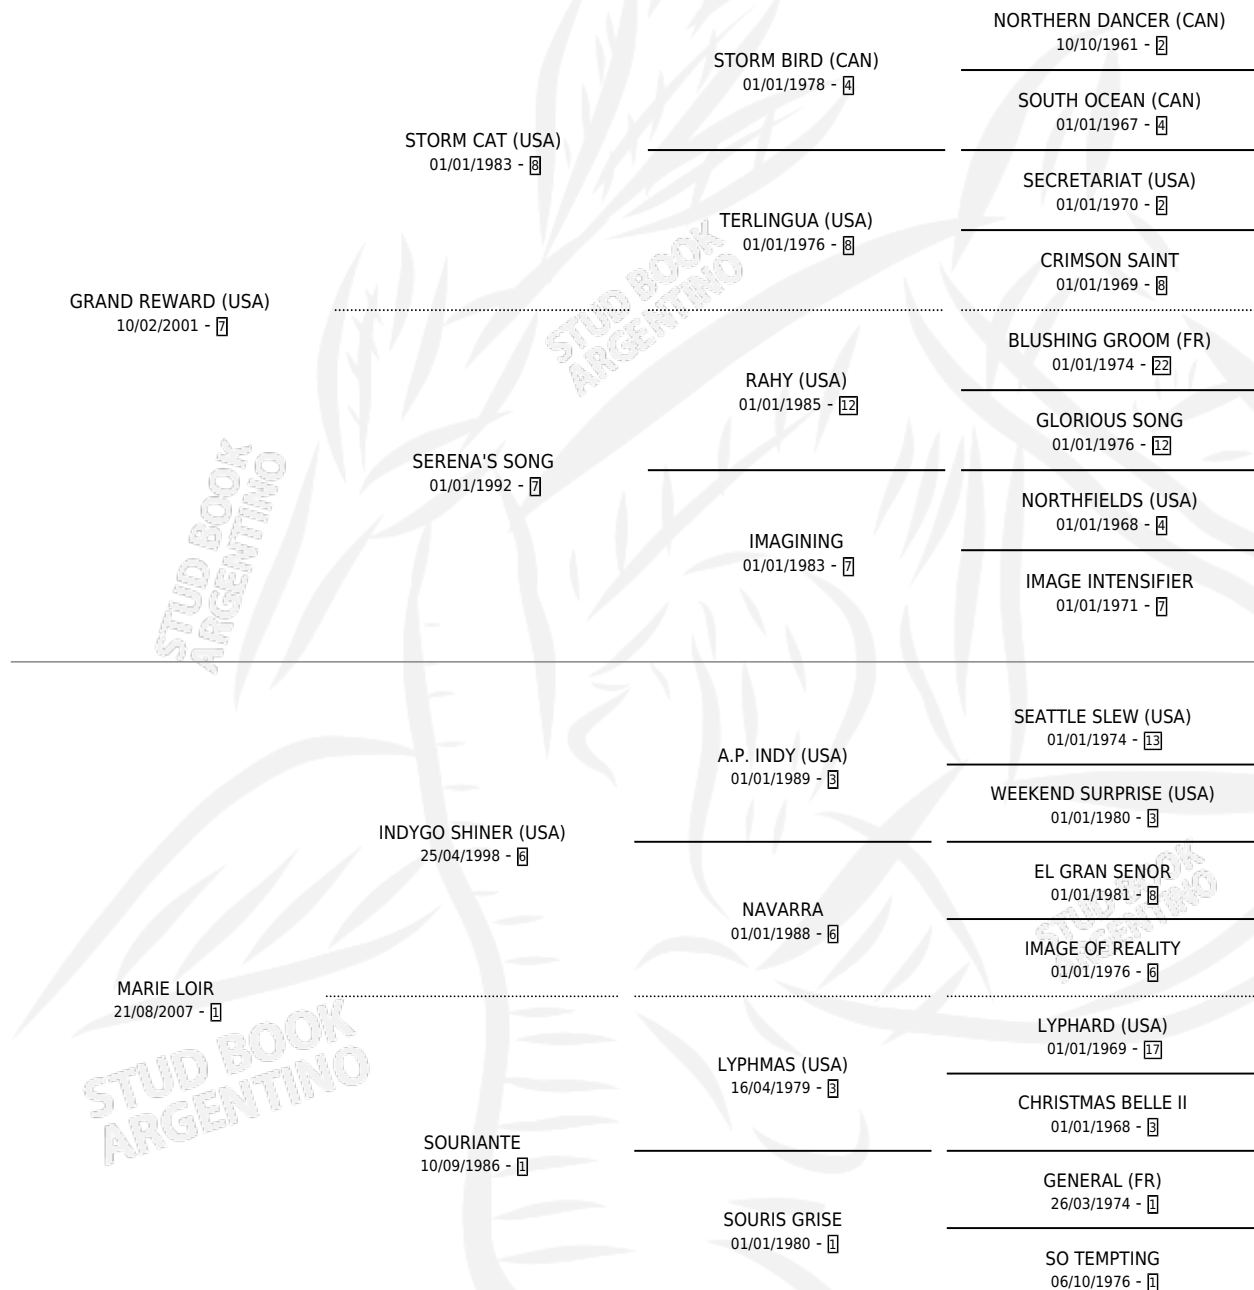 NORTHERN DANCER (CAN)
10/10/1961 - 2
STORM BIRD (CAN)
01/01/1978 - 4
SOUTH OCEAN (CAN)
01/01/1967 - 4
STORM CAT (USA)
01/01/1983 - 8
SECRETARIAT (USA)
01/01/1970 - 2
TERLINGUA (USA)
01/01/1976 - 8
CRIMSON SAINT
01/01/1969 - 8
GRAND REWARD (USA)
10/02/2001 - 7
STUD BOOK
ARGENTINO
BLUSHING GROOM (FR)
01/01/1974 - 22
RAHY (USA)
01/01/1985 - 12
GLORIOUS SONG
01/01/1976 - 12
SERENA'S SONG
01/01/1992 - 7
NORTHFIELDS (USA)
01/01/1968 - 4
IMAGINING
01/01/1983 - 7
IMAGE INTENSIFIER
01/01/1971 - 7
STUD BOOK
ARGENTINO
SEATTLE SLEW (USA)
01/01/1974 - 13
A.P. INDY (USA)
01/01/1989 - 3
WEEKEND SURPRISE (USA)
01/01/1980 - 3
INDYGO SHINER (USA)
25/04/1998 - 6
EL GRAN SENOR
01/01/1981 - 8
NAVARRA
01/01/1988 - 6
STUD BOOK
ARGENTINO
IMAGE OF REALITY
01/01/1976 - 6
MARIE LOIR
21/08/2007 - 1
LYPHARD (USA)
01/01/1969 - 17
LYPHMAS (USA)
16/04/1979 - 3
STUD BOOK
ARGENTINO
CHRISTMAS BELLE II
01/01/1968 - 3
SOURIANTE
10/09/1986 - 1
GENERAL (FR)
26/03/1974 - 1
SOURIS GRISE
01/01/1980 - 1
SO TEMPTING
06/10/1976 - 1